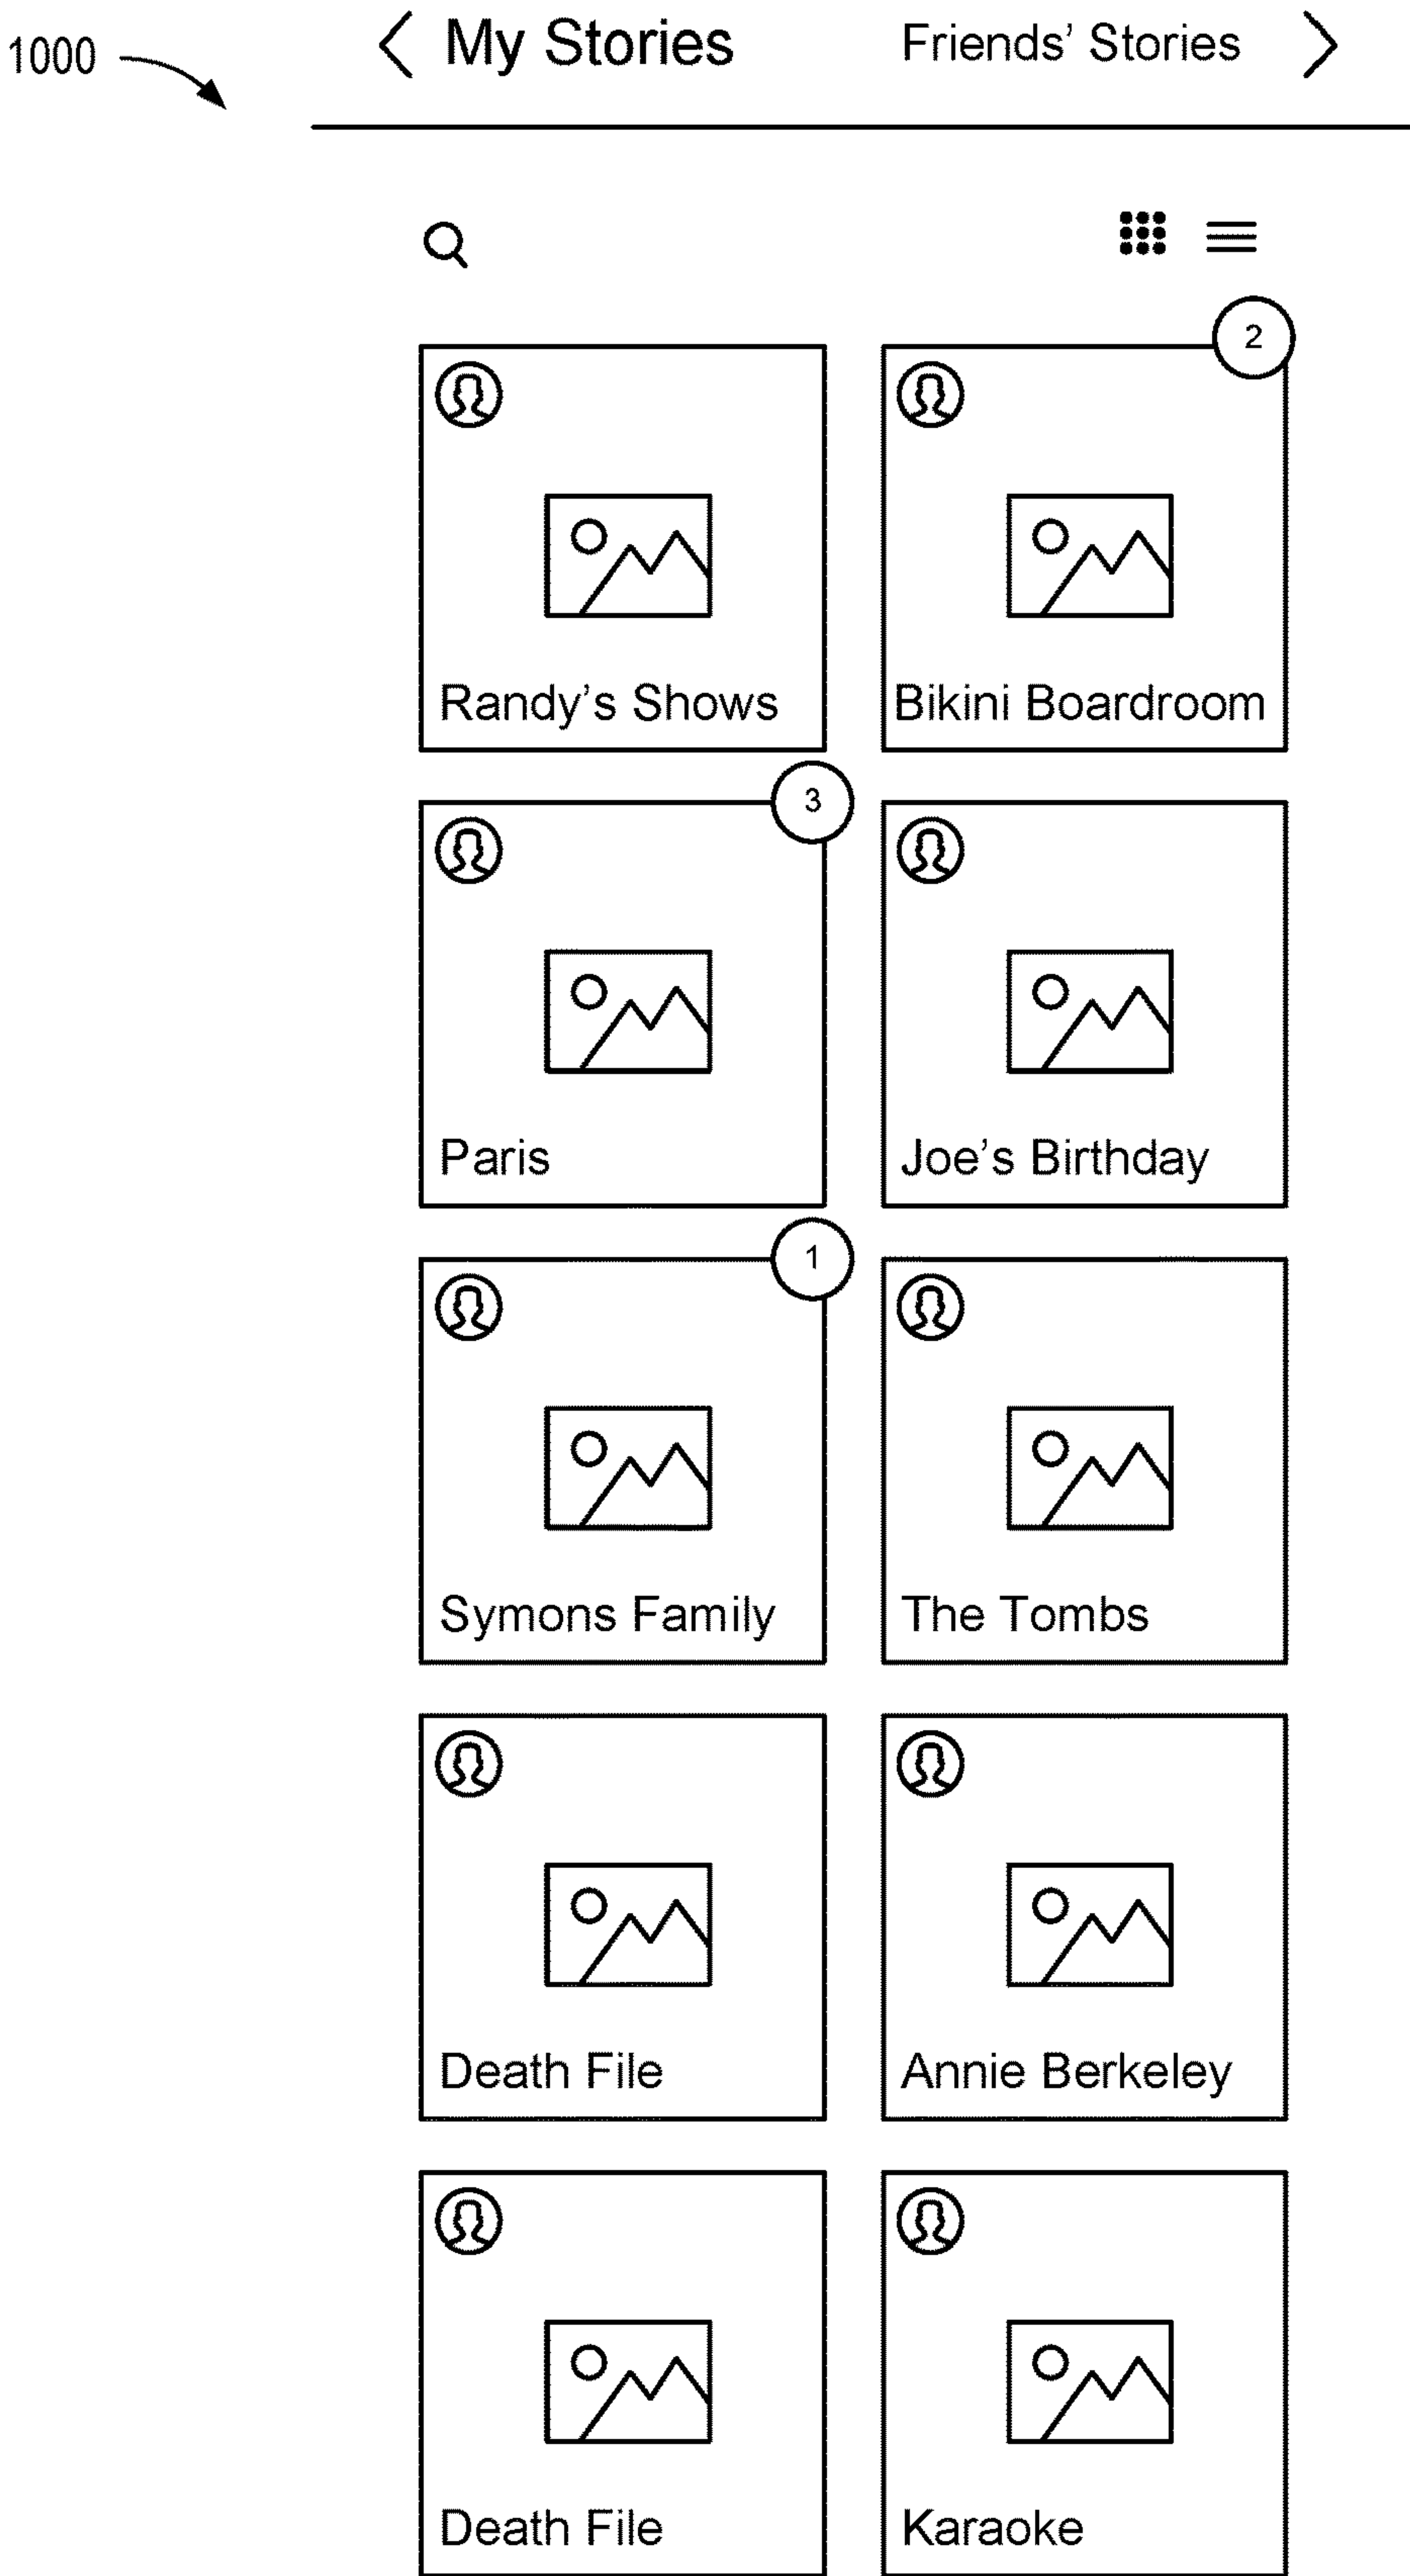 1000
My Stories Friends' Stories
2
Randy's Shows Bikini Boardroom
3
Paris Joe's Birthday
1
Symons Family The Tombs
Death File Annie Berkeley
Death File Karaoke